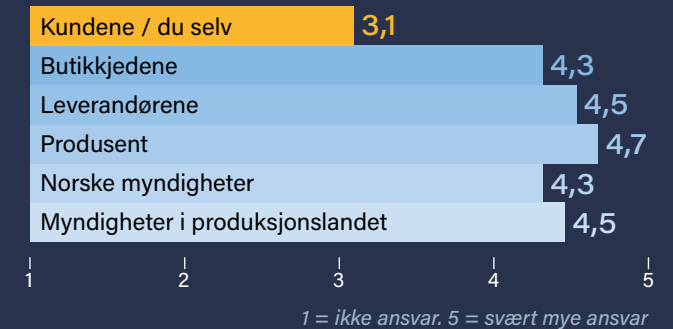 Kundene / du selv 3,1
Butikkjedene 4,3
Leverandørene 4,5
Produsent 4,7
Norske myndigheter 4,3
Myndigheter i produksjonslandet 4,5
1 2 3 4 5
1 = ikke ansvar. 5 = svært mye ansvar